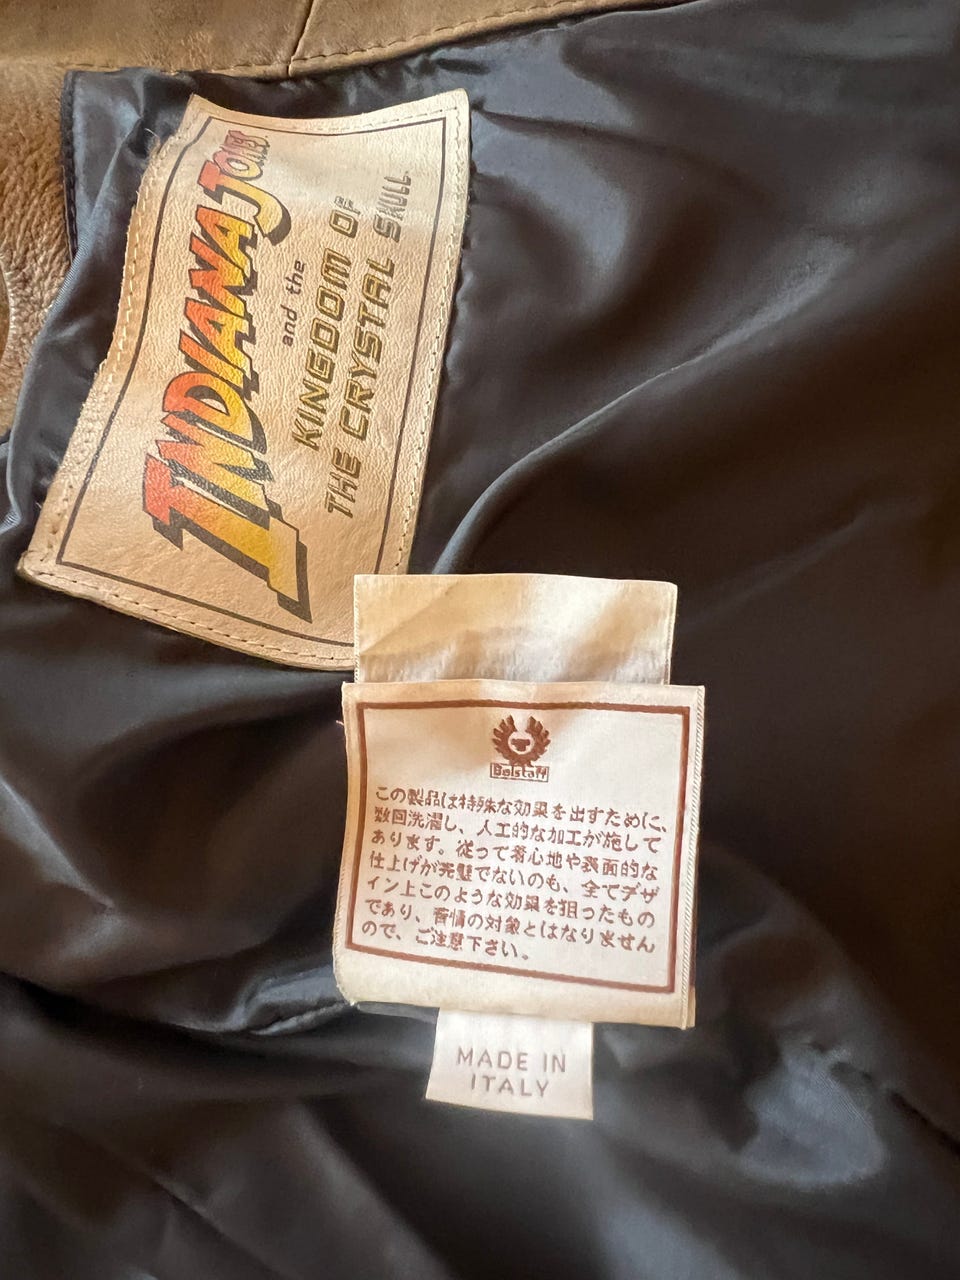 INDIANA JONES
and the
KINGDOM OF
THE CRYSTAL SKULL
Belstaff
この製品は特殊な効果を出すために、
数回洗濯し、人工的な加工が施して
あります。従って着心地や表面的な
仕上げが完璧でないのも、全てデザ
イン上このような効果を狙ったもの
であり、苦情の対象とはなりません
ので、ご注意下さい。
MADE IN
ITALY